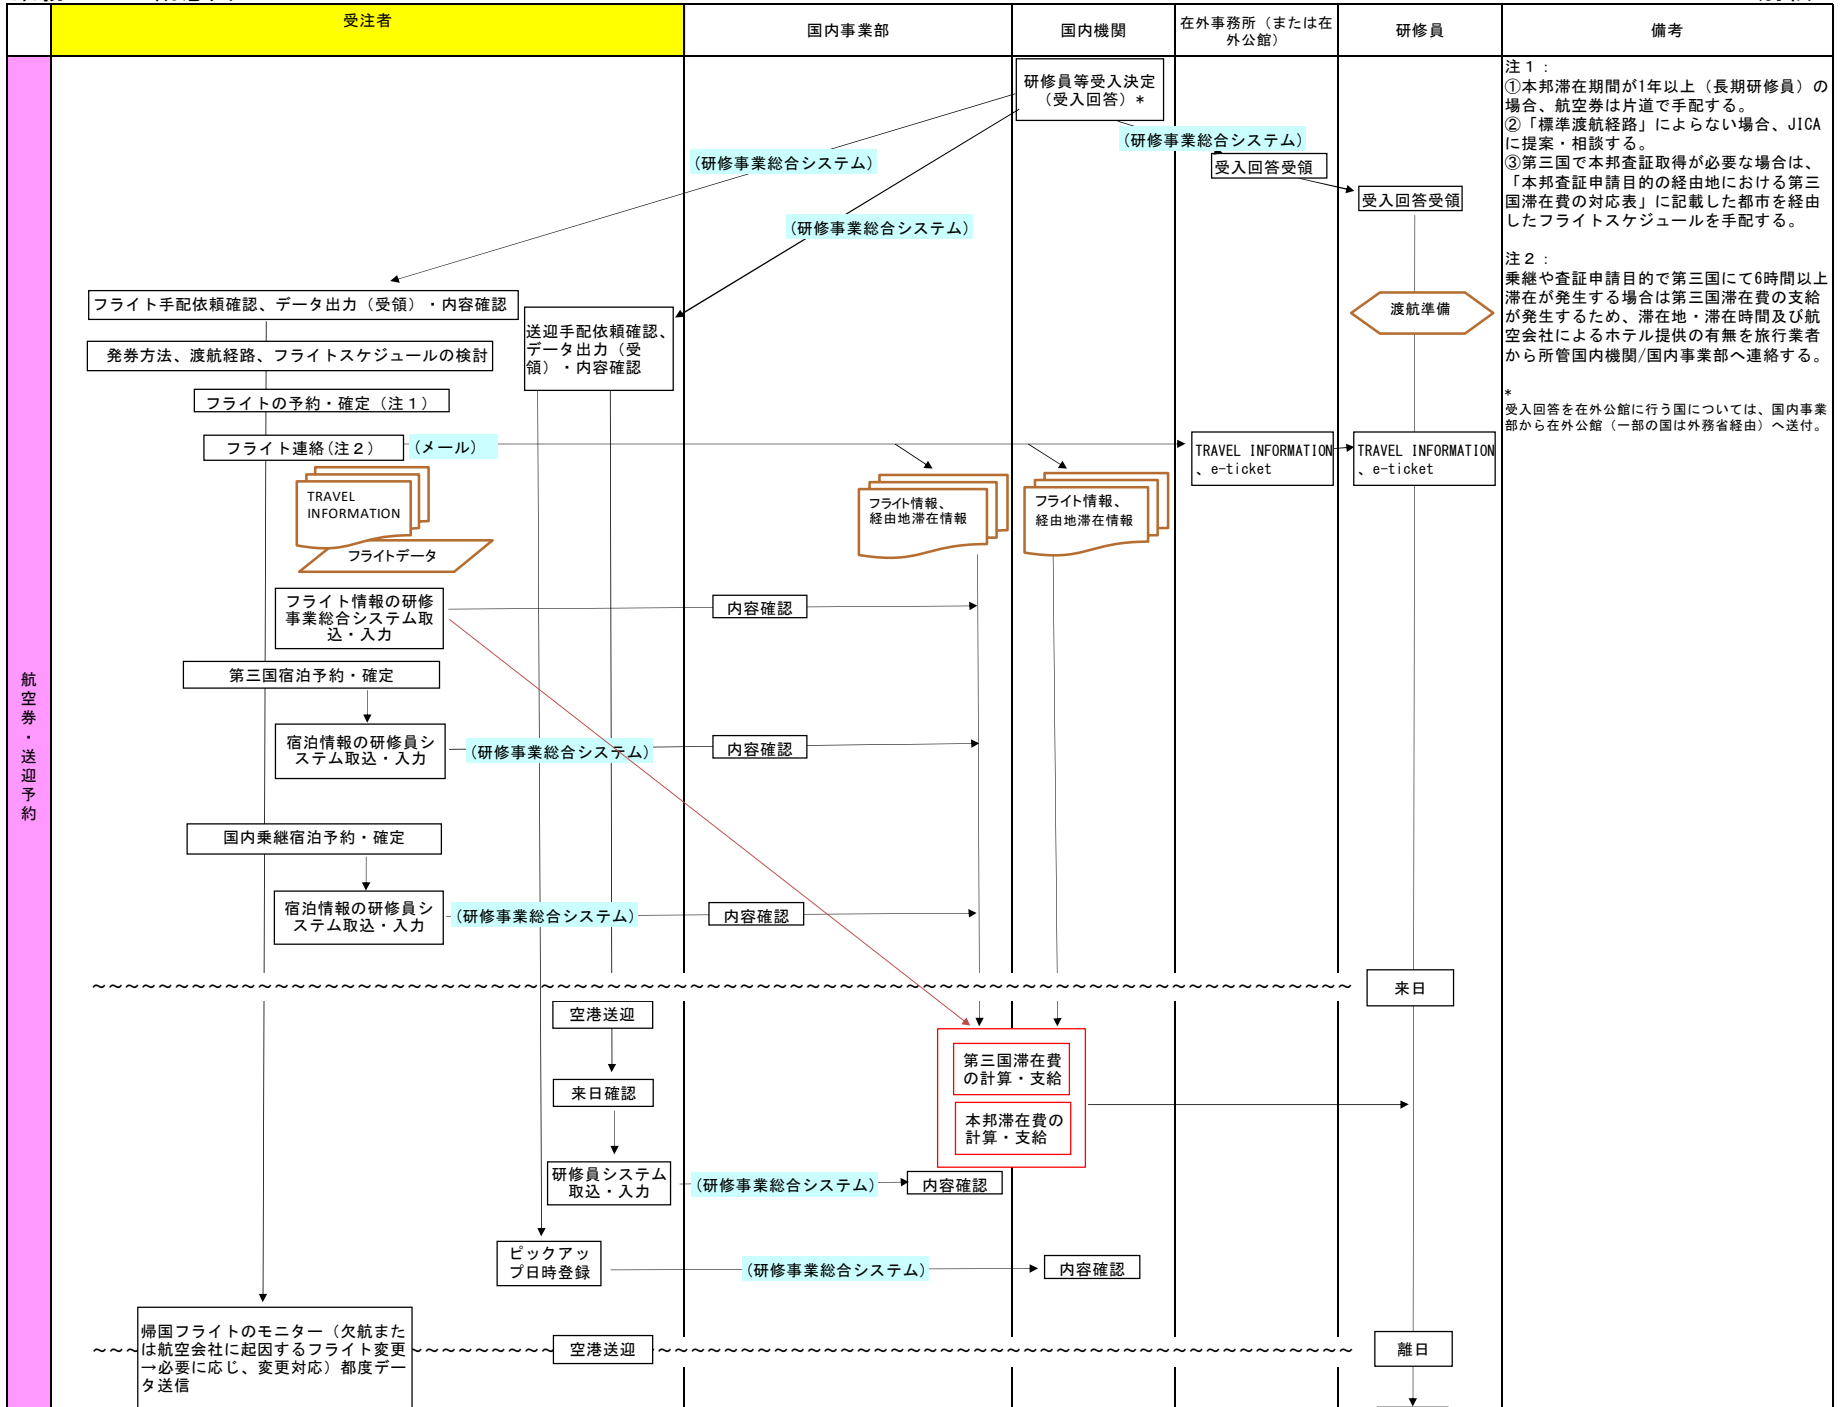 受注者
国内事業部
国内機関
在外事務所（または在
外公館）
研修員
備考
航空券・送迎予約
研修員等受入決定
（受入回答）*
(研修事業総合システム)
(研修事業総合システム)
(研修事業総合システム)
受入回答受領
受入回答受領
渡航準備
フライト手配依頼確認、データ出力（受領）・内容確認
送迎手配依頼確認、
データ出力（受
領）・内容確認
発券方法、渡航経路、フライトスケジュールの検討
フライトの予約・確定（注１）
フライト連絡(注２)
(メール)
TRAVEL INFORMATION
、e-ticket
TRAVEL INFORMATION
、e-ticket
TRAVEL
INFORMATION
フライトデータ
フライト情報、
経由地滞在情報
フライト情報、
経由地滞在情報
フライト情報の研修
事業総合システム取
込・入力
内容確認
第三国宿泊予約・確定
宿泊情報の研修員シ
ステム取込・入力
(研修事業総合システム)
内容確認
国内乗継宿泊予約・確定
宿泊情報の研修員シ
ステム取込・入力
(研修事業総合システム)
内容確認
来日
空港送迎
来日確認
第三国滞在費
の計算・支給
本邦滞在費の
計算・支給
研修員システム
取込・入力
(研修事業総合システム)
内容確認
ピックアッ
プ日時登録
(研修事業総合システム)
内容確認
帰国フライトのモニター（欠航また
は航空会社に起因するフライト変更
→必要に応じ、変更対応）都度デー
タ送信
空港送迎
離日
注１：
①本邦滞在期間が1年以上（長期研修員）の
場合、航空券は片道で手配する。
②「標準渡航経路」によらない場合、JICA
に提案・相談する。
③第三国で本邦査証取得が必要な場合は、
「本邦査証申請目的の経由地における第三
国滞在費の対応表」に記載した都市を経由
したフライトスケジュールを手配する。
注２：
乗継や査証申請目的で第三国にて6時間以上
滞在が発生する場合は第三国滞在費の支給
が発生するため、滞在地・滞在時間及び航
空会社によるホテル提供の有無を旅行業者
から所管国内機関/国内事業部へ連絡する。
*
受入回答を在外公館に行う国については、国内事業
部から在外公館（一部の国は外務省経由）へ送付。